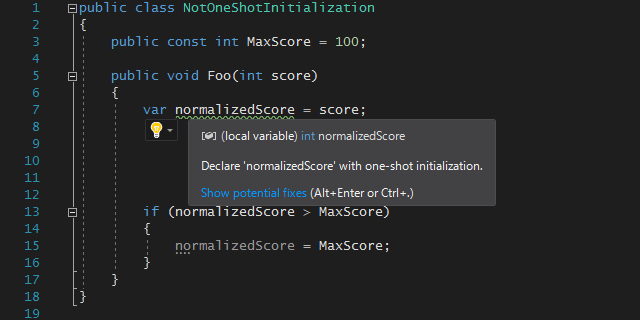 1 public class NotOneShotInitialization
2 {
3 public const int MaxScore = 100;
4
5 public void Foo(int score)
6 {
7 var normalizedScore = score;
8
(local variable) int normalizedScore
9
10 Declare 'normalizedScore' with one-shot initialization.
11
12 Show potential fixes (Alt+Enter or Ctrl+.)
13 if (normalizedScore > MaxScore)
14 {
15 normalizedScore = MaxScore;
16 }
17 }
18 }
19